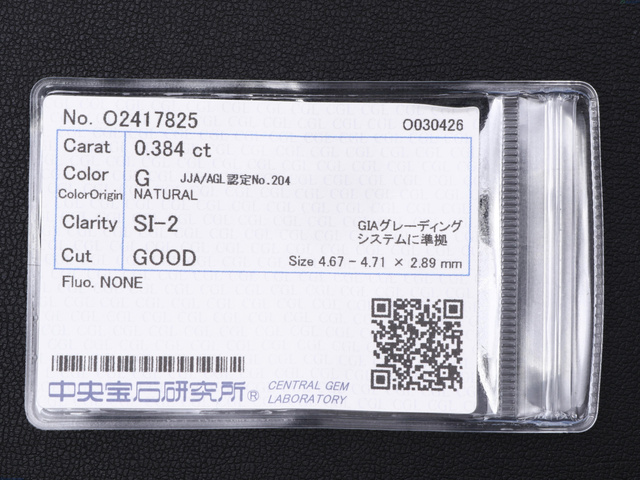 No. O2417825 O030426
Carat 0.384 ct
Color G JJA/AGL認定No.204
ColorOrigin NATURAL
Clarity SI-2 GIAグレーディング
システムに準拠
Cut GOOD Size 4.67 - 4.71 × 2.89 mm
Fluo. NONE
中央宝石研究所® CENTRAL GEM
LABORATORY